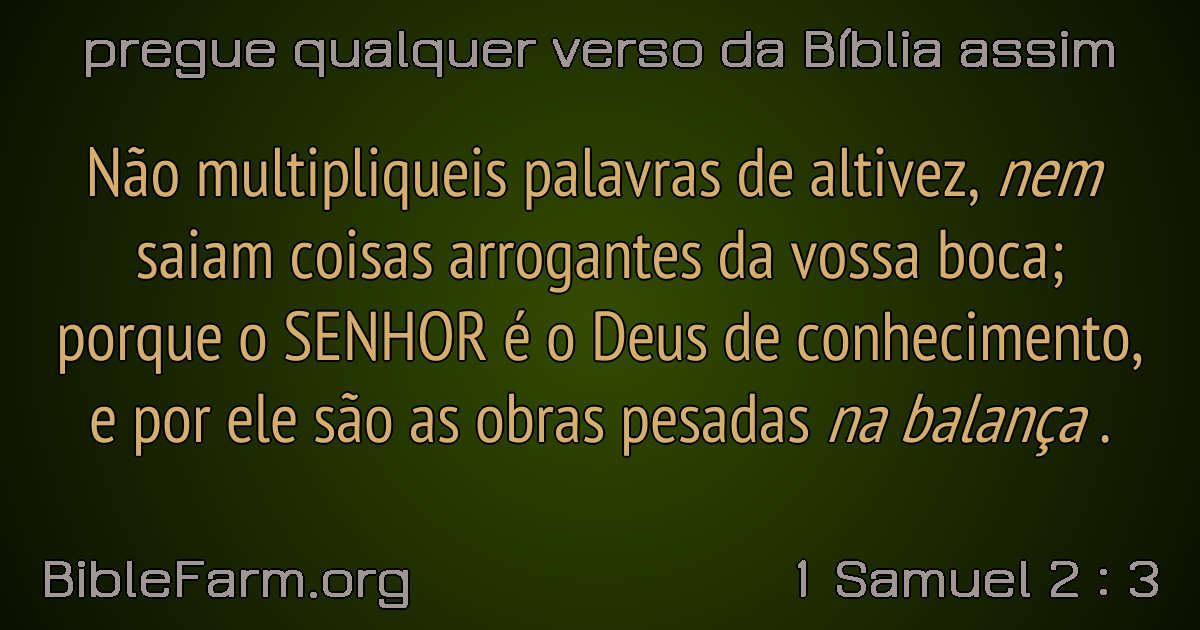 pregue qualquer verso da Bíblia assim
Não multipliqueis palavras de altivez, nem
saiam coisas arrogantes da vossa boca;
porque o SENHOR é o Deus de conhecimento,
e por ele são as obras pesadas na balança .
BibleFarm.org
1 Samuel 2 : 3